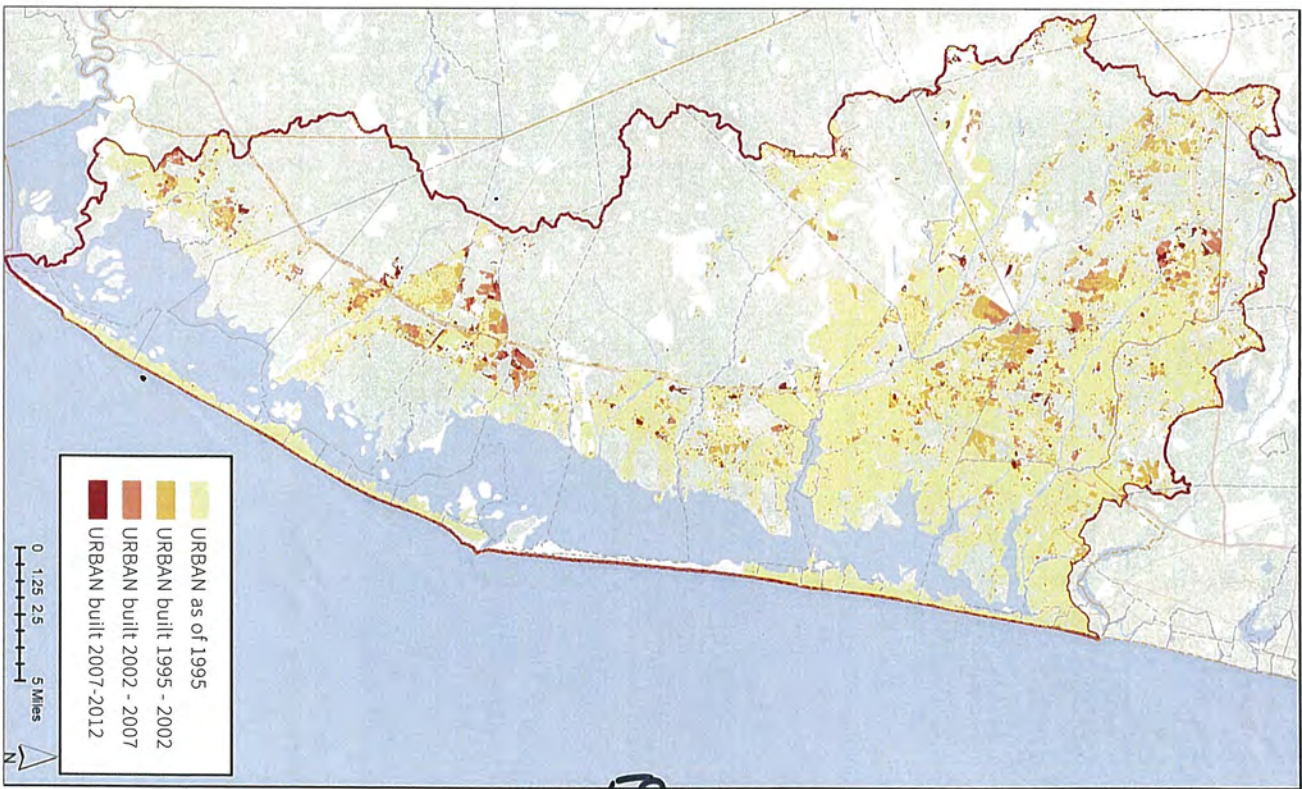 URBAN as of 1995
URBAN built 1995 - 2002
URBAN built 2002 - 2007
URBAN built 2007-2012
0 1.25 2.5 5 Miles
N